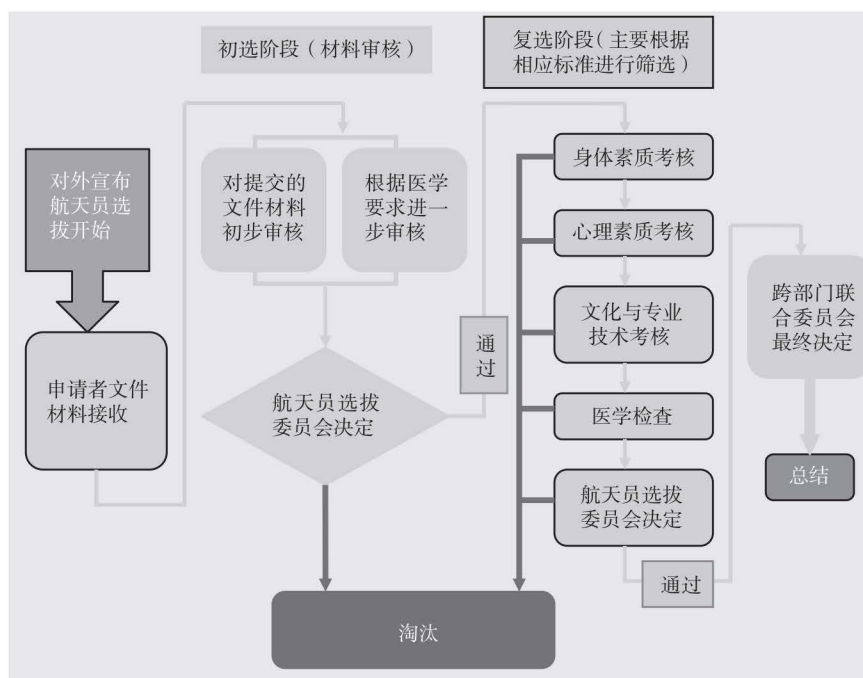 初选阶段（材料审核）
复选阶段（主要根据
相应标准进行筛选）
对外宣布
航天员选
拔开始
申请者文件
材料接收
对提交的
文件材料
初步审核
根据医学
要求进一
步审核
航天员选拔
委员会决定
通
过
身体素质考核
心理素质考核
文化与专业
技术考核
医学检查
航天员选拔
委员会决定
通过
跨部门联
合委员会
最终决定
总结
淘汰